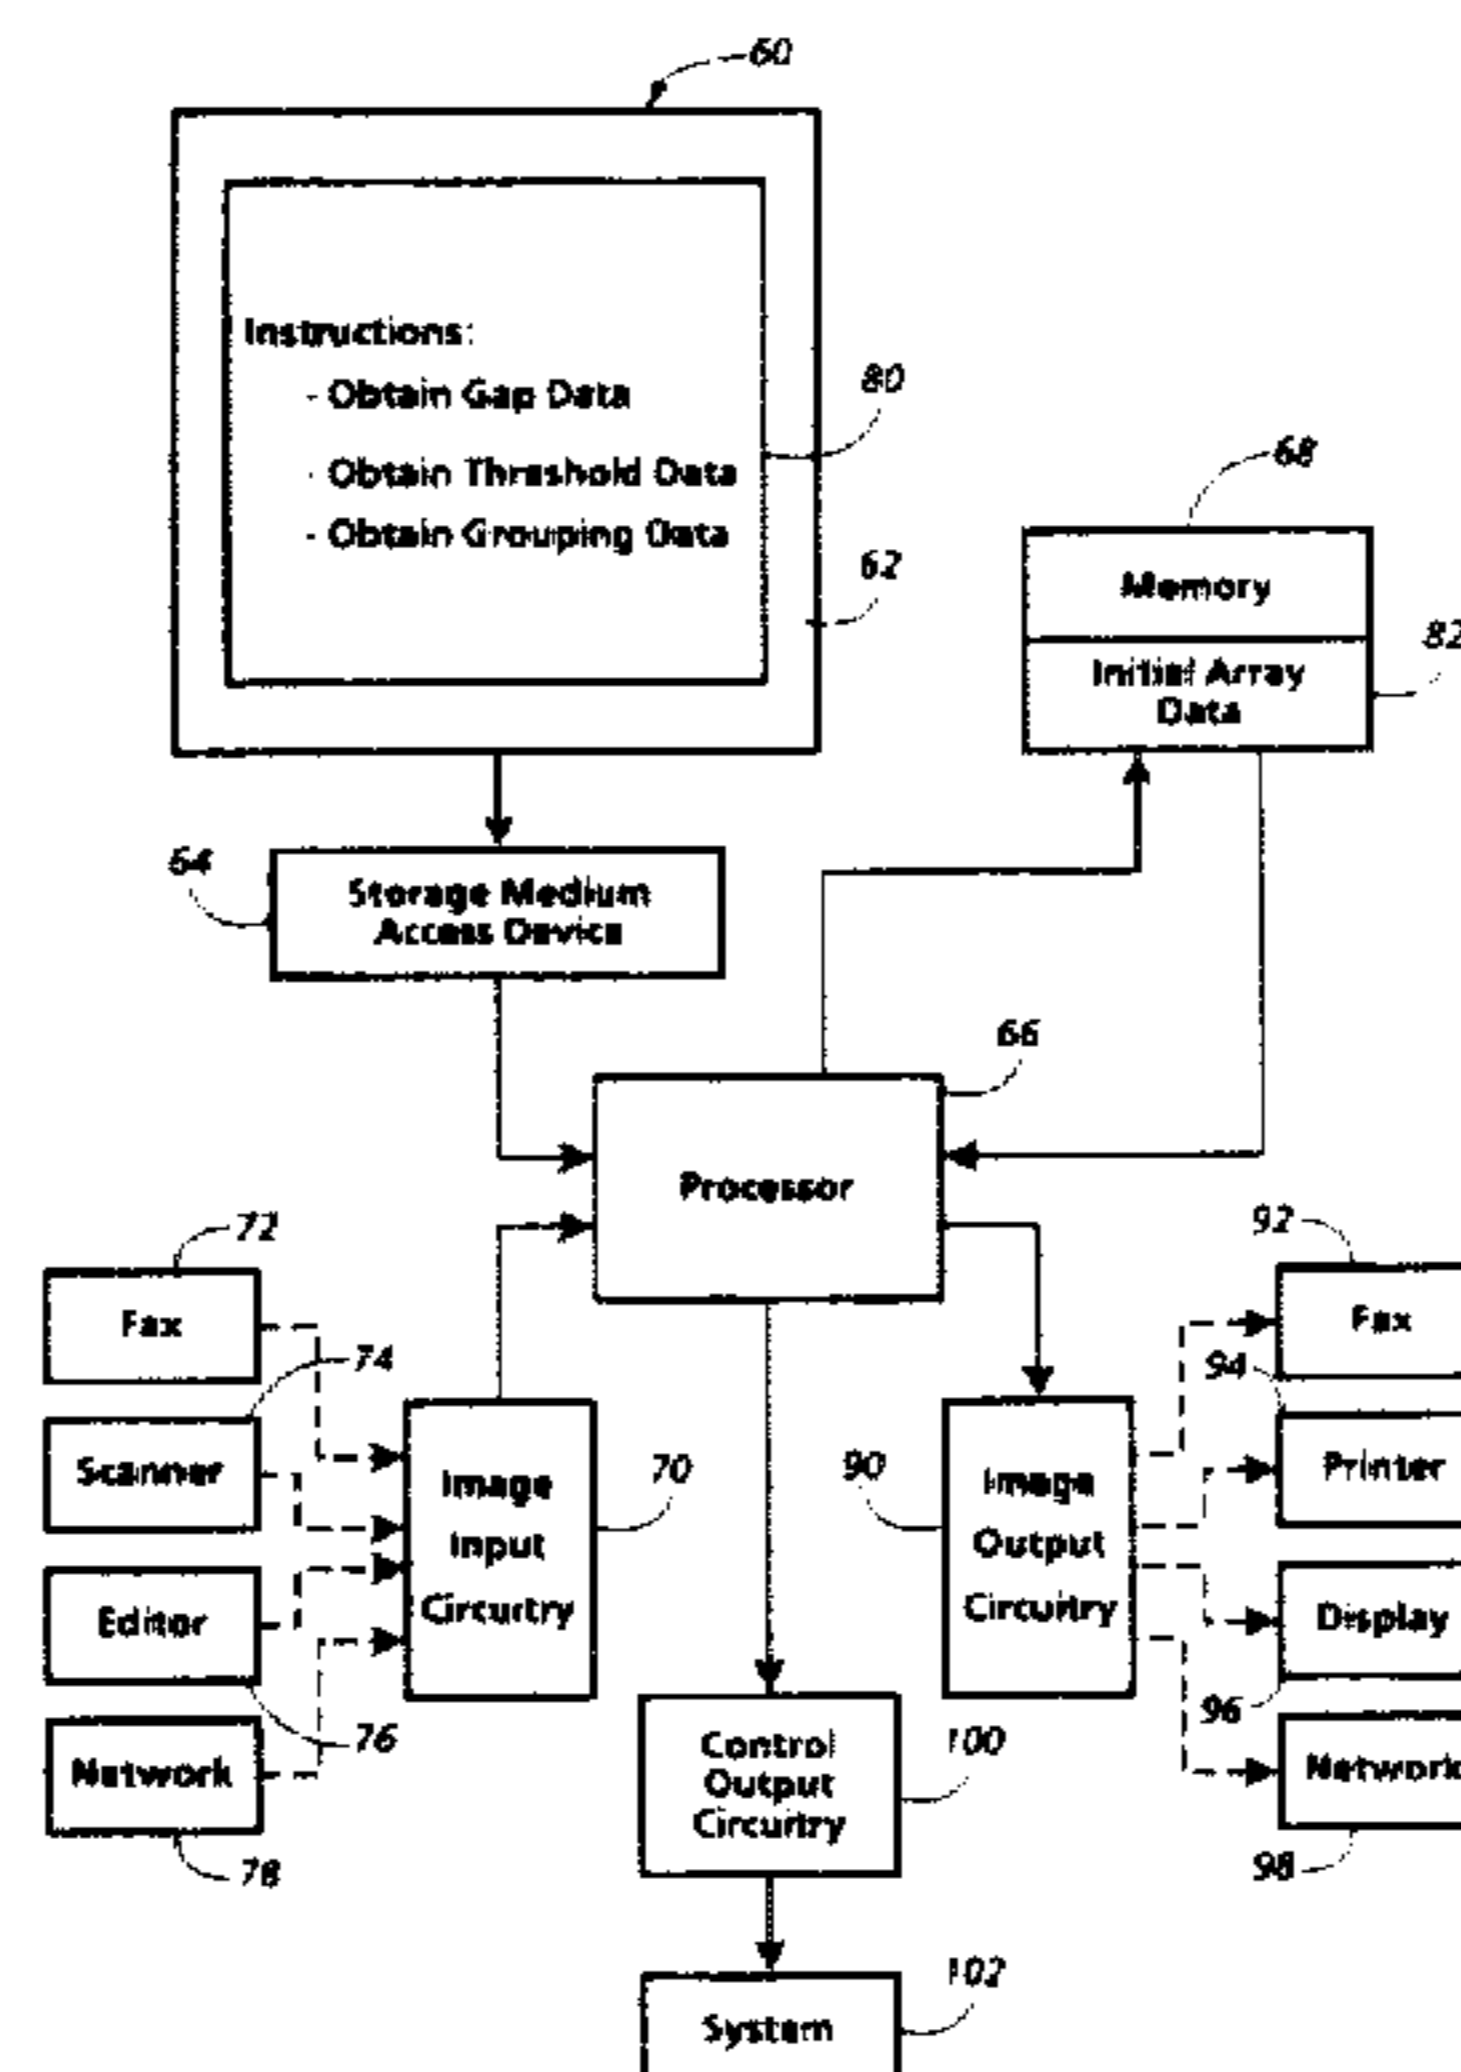 60
Instructions:
- Obtain Gap Data
- Obtain Threshold Data
- Obtain Grouping Data
80
62
68
Memory
Initial Array
Data
82
64
Storage Medium
Access Device
66
Processor
72
Fax
74
Scanner
Editor
76
Network
78
Image
Input
Circuitry
70
90
Image
Output
Circuitry
92
Fax
94
Printer
Display
96
Network
98
Control
Output
Circuitry
100
System
102